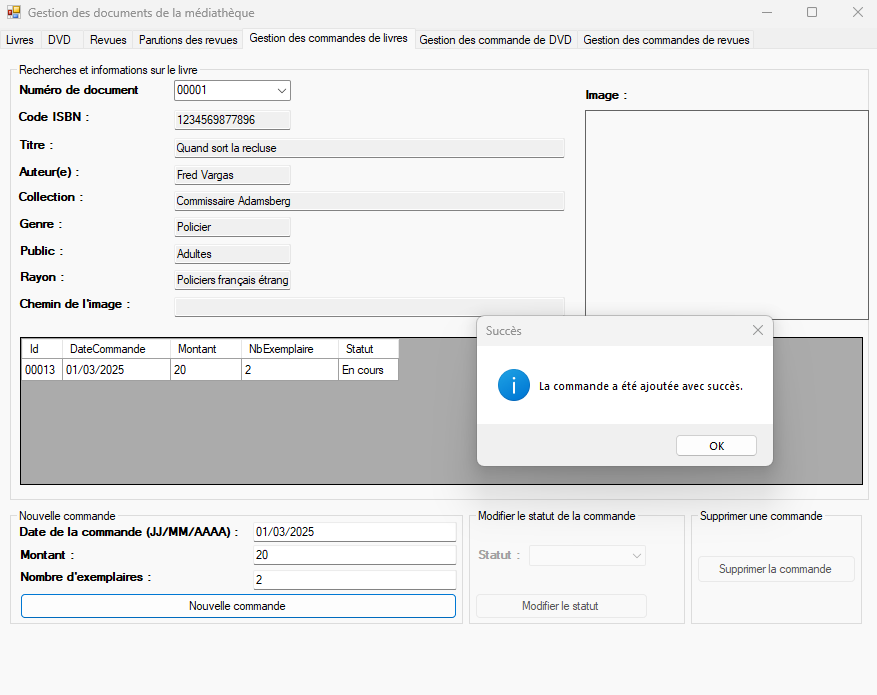 Gestion des documents de la médiathèque
Livres DVD Revues Parutions des revues Gestion des commandes de livres Gestion des commande de DVD Gestion des commandes de revues
Recherches et informations sur le livre
Numéro de document 00001
Image :
Code ISBN : 1234569877896
Titre : Quand sort la recluse
Auteur(e) : Fred Vargas
Collection : Commissaire Adamsberg
Genre : Policier
Public : Adultes
Rayon : Policiers français étrang
Chemin de l'image :
Id DateCommande Montant NbExemplaire Statut
00013 01/03/2025 20 2 En cours
Succès
La commande a été ajoutée avec succès.
OK
Nouvelle commande
Date de la commande (JJ/MM/AAAA) : 01/03/2025
Montant : 20
Nombre d'exemplaires : 2
Nouvelle commande
Modifier le statut de la commande
Statut :
Modifier le statut
Supprimer une commande
Supprimer la commande